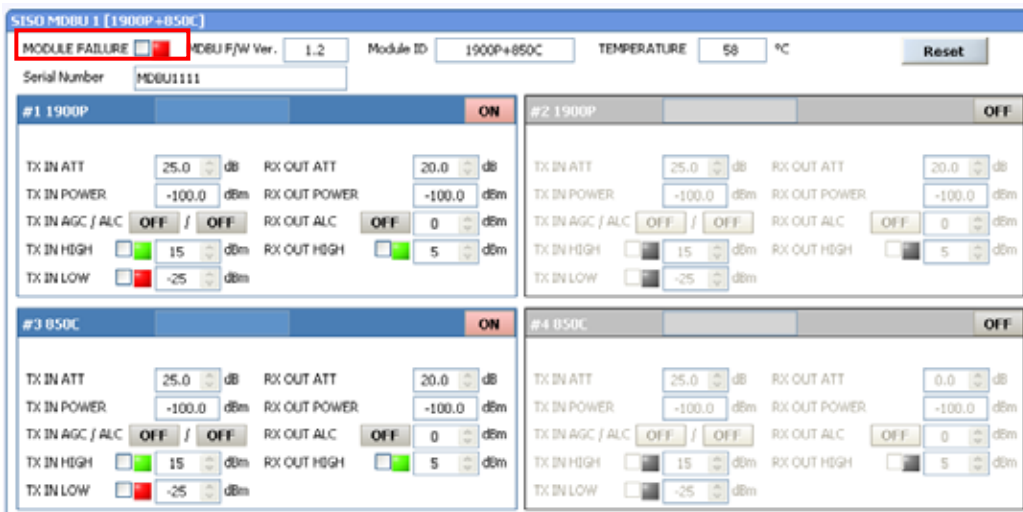 SISO MDBU 1 [1900P+850C]
MODULE FAILURE MDBU F/W Ver. 1.2 Module ID 1900P+850C TEMPERATURE 58 ºC Reset
Serial Number MDBU1111
#1 1900P ON #2 1900P OFF
TX IN ATT 25.0 dB RX OUT ATT 20.0 dB TX IN ATT 25.0 dB RX OUT ATT 20.0 dB
TX IN POWER -100.0 dBm RX OUT POWER -100.0 dBm TX IN POWER -100.0 dBm RX OUT POWER -100.0 dBm
TX IN AGC / ALC OFF / OFF RX OUT ALC OFF 0 dBm TX IN AGC / ALC OFF / OFF RX OUT ALC OFF 0 dBm
TX IN HIGH 15 dBm RX OUT HIGH 5 dBm TX IN HIGH 15 dBm RX OUT HIGH 5 dBm
TX IN LOW -25 dBm TX IN LOW -25 dBm
#3 850C ON #4 850C OFF
TX IN ATT 25.0 dB RX OUT ATT 20.0 dB TX IN ATT 25.0 dB RX OUT ATT 0.0 dB
TX IN POWER -100.0 dBm RX OUT POWER -100.0 dBm TX IN POWER -100.0 dBm RX OUT POWER -100.0 dBm
TX IN AGC / ALC OFF / OFF RX OUT ALC OFF 0 dBm TX IN AGC / ALC OFF / OFF RX OUT ALC OFF 0 dBm
TX IN HIGH 15 dBm RX OUT HIGH 5 dBm TX IN HIGH 15 dBm RX OUT HIGH 5 dBm
TX IN LOW -25 dBm TX IN LOW -25 dBm